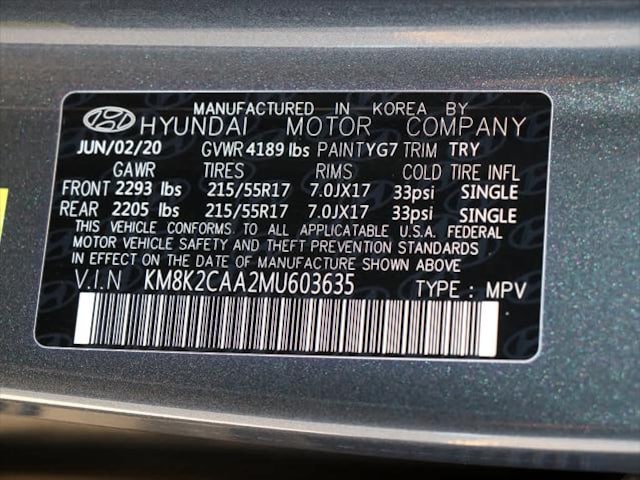 MANUFACTURED IN KOREA BY
HYUNDAI MOTOR COMPANY
JUN/02/20 GVWR 4189 lbs PAINT YG7 TRIM TRY
GAWR TIRES RIMS COLD TIRE INFL
FRONT 2293 lbs 215/55R17 7.0JX17 33psi SINGLE
REAR 2205 lbs 215/55R17 7.0JX17 33psi SINGLE
THIS VEHICLE CONFORMS TO ALL APPLICABLE U.S.A. FEDERAL
MOTOR VEHICLE SAFETY AND THEFT PREVENTION STANDARDS
IN EFFECT ON THE DATE OF MANUFACTURE SHOWN ABOVE
V.I.N KM8K2CAA2MU603635 TYPE : MPV